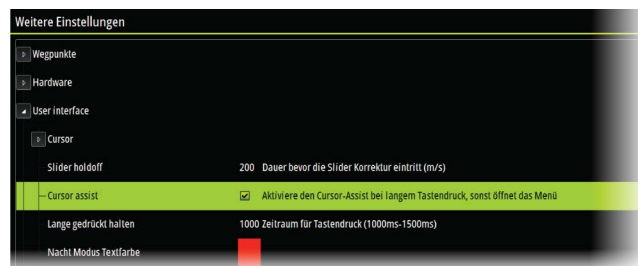 Weitere Einstellungen
Wegpunkte
Hardware
User interface
Cursor
Slider holdoff 200 Dauer bevor die Slider Korrektur eintritt (m/s)
Cursor assist Aktiviere den Cursor-Assist bei langem Tastendruck, sonst öffnet das Menü
Lange gedrückt halten 1000 Zeitraum für Tastendruck (1000ms-1500ms)
Nacht Modus Textfarbe